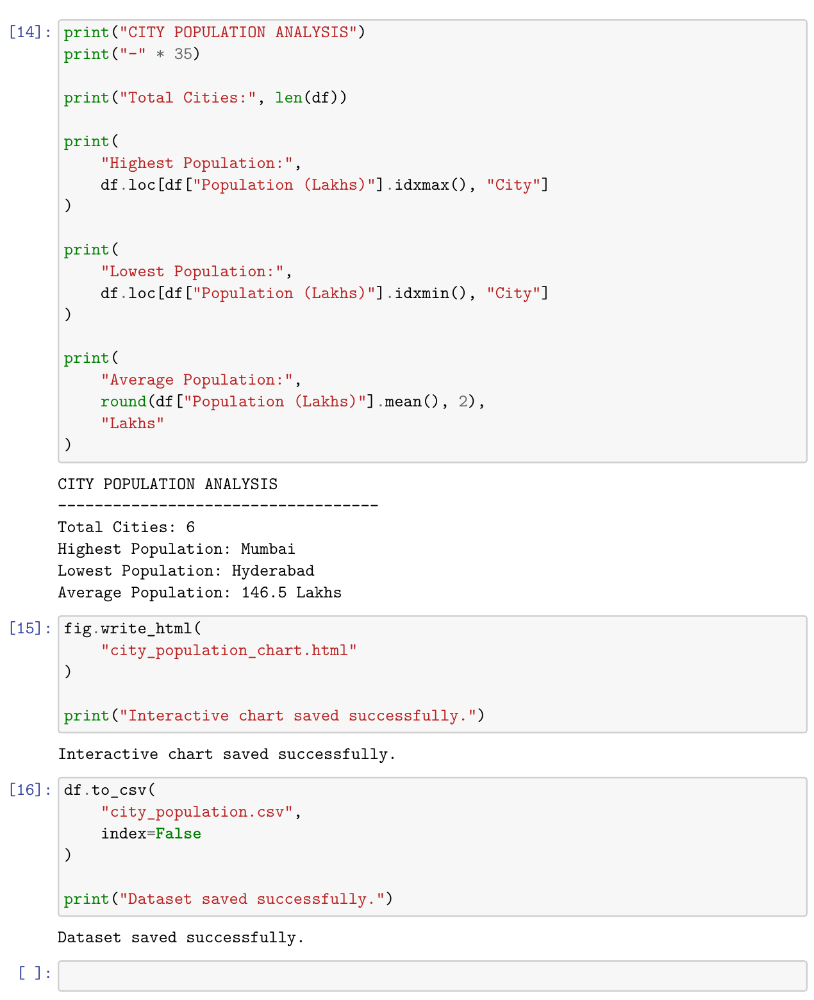 [14]: print("CITY POPULATION ANALYSIS")
print("-" * 35)
print("Total Cities:", len(df))
print(
    "Highest Population:",
    df.loc[df["Population (Lakhs)"].idxmax(), "City"]
)
print(
    "Lowest Population:",
    df.loc[df["Population (Lakhs)"].idxmin(), "City"]
)
print(
    "Average Population:",
    round(df["Population (Lakhs)"].mean(), 2),
    "Lakhs"
)
CITY POPULATION ANALYSIS
-----------------------------------
Total Cities: 6
Highest Population: Mumbai
Lowest Population: Hyderabad
Average Population: 146.5 Lakhs
[15]: fig.write_html(
    "city_population_chart.html"
)
print("Interactive chart saved successfully.")
Interactive chart saved successfully.
[16]: df.to_csv(
    "city_population.csv",
    index=False
)
print("Dataset saved successfully.")
Dataset saved successfully.
[ ]: